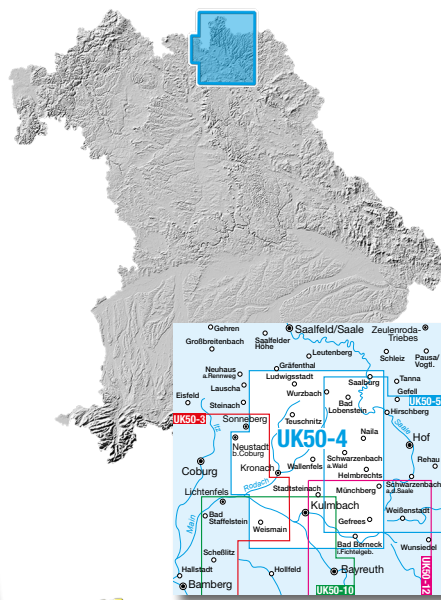 Gehren
Saalfeld/Saale
Zeulenroda-
Triebes
Großbreitenbach
Saalfelder
Höhe
Leutenberg
Schleiz
Pausa/
Vogtl.
Gräfenthal
Neuhaus
a.Rennweg
Ludwigsstadt
Saalburg
Tanna
Lauscha
Wurzbach
Gefell
Eisfeld
Bad
Lobenstein
UK50-5
Steinach
Hirschberg
UK50-3
Sonneberg
Teuschnitz
Itz
Saale
UK50-4
Naila
Neustadt
b.Coburg
Hof
Coburg
Kronach
Wallenfels
Schwarzenbach
a.Wald
Rehau
Helmbrechts
Rodach
Lichtenfels
Stadtsteinach
Münchberg
Schwarzenbach
a.d.Saale
Main
Bad
Staffelstein
Kulmbach
Weißenstadt
Weismain
Gefrees
Bad Berneck
i.Fichtelgeb.
Wunsiedel
Scheßlitz
Hallstadt
Hollfeld
Bayreuth
Bamberg
UK50-10
UK50-12